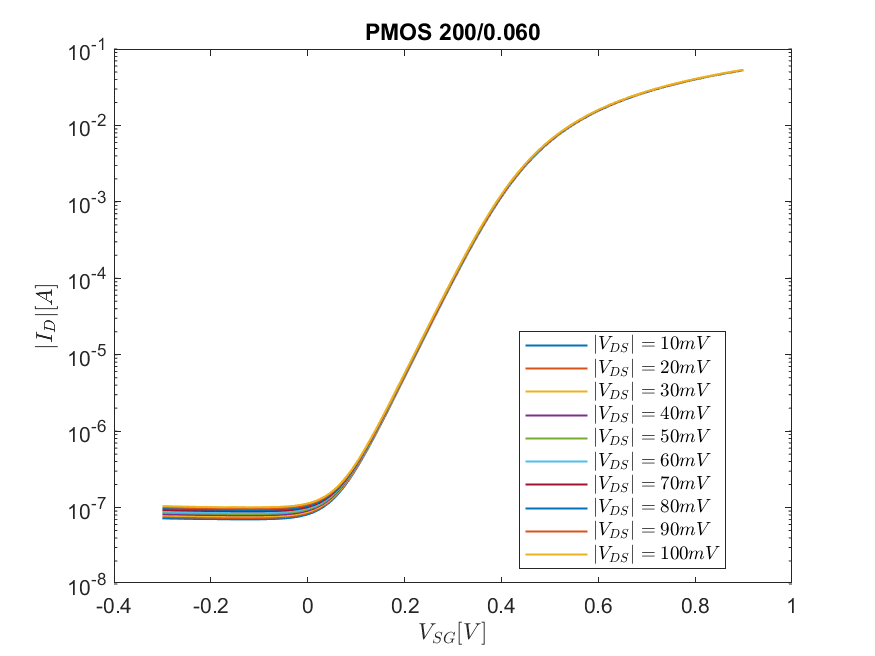 PMOS 200/0.060
10^-1
10^-2
10^-3
10^-4
10^-5
10^-6
10^-7
10^-8
|I_D|[A]
|V_DS| = 10mV
|V_DS| = 20mV
|V_DS| = 30mV
|V_DS| = 40mV
|V_DS| = 50mV
|V_DS| = 60mV
|V_DS| = 70mV
|V_DS| = 80mV
|V_DS| = 90mV
|V_DS| = 100mV
-0.4 -0.2 0 0.2 0.4 0.6 0.8 1
V_SG[V]